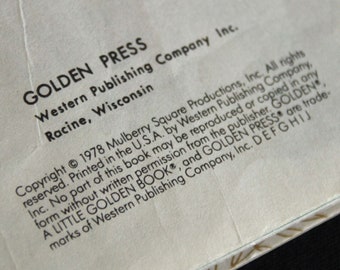 GOLDEN PRESS
Western Publishing Company Inc.
Racine, Wisconsin
Copyright © 1978 Mulberry Square Productions, Inc. All rights
reserved. Printed in the U.S.A. by Western Publishing Company,
Inc. No part of this book may be reproduced or copied in any
form without written permission from the publisher. GOLDEN®,
A LITTLE GOLDEN BOOK®, and GOLDEN PRESS® are trade-
marks of Western Publishing Company, Inc. D E F G H I J